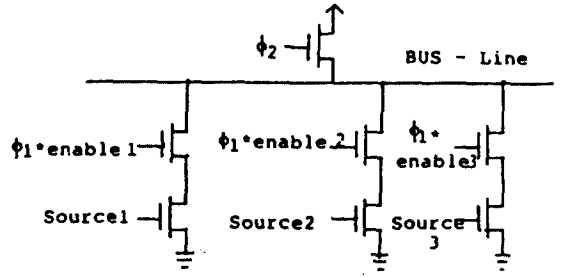 ϕ2
BUS - Line
ϕ1*enable 1
ϕ1*enable 2
ϕ1*
enable3
Source1
Source2
Source
3